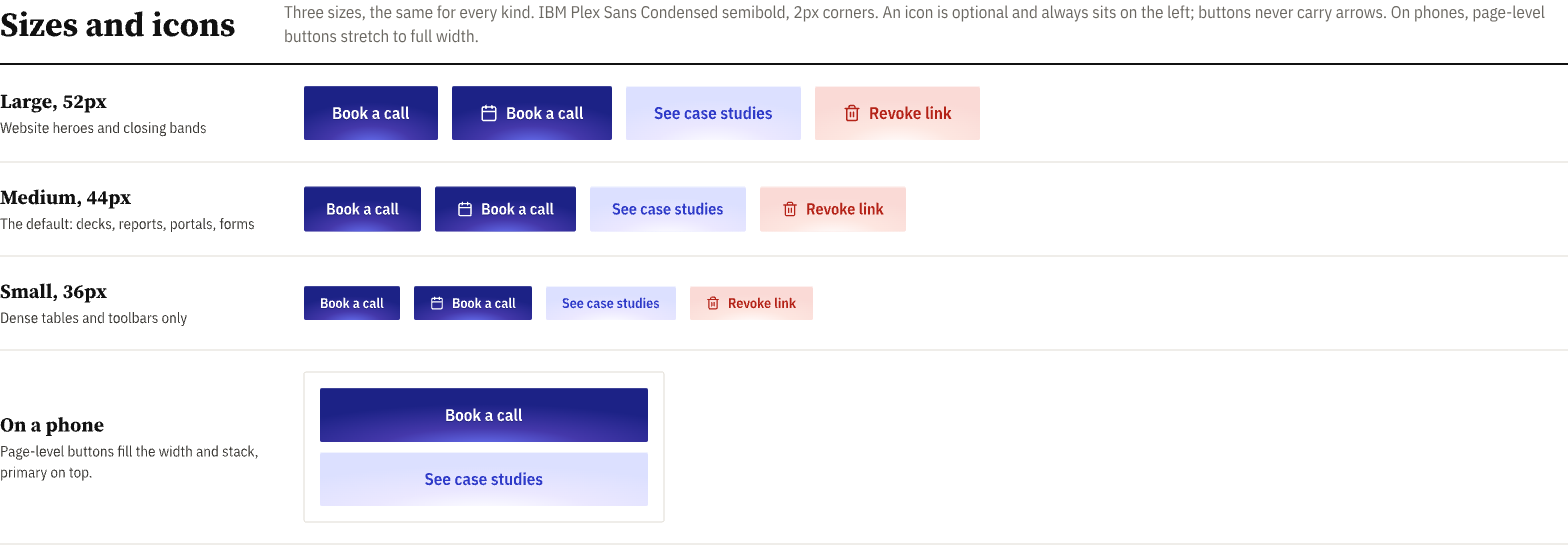 Sizes and icons
Three sizes, the same for every kind. IBM Plex Sans Condensed semibold, 2px corners. An icon is optional and always sits on the left; buttons never carry arrows. On phones, page-level
buttons stretch to full width.
Large, 52px
Website heroes and closing bands
Book a call
Book a call
See case studies
Revoke link
Medium, 44px
The default: decks, reports, portals, forms
Book a call
Book a call
See case studies
Revoke link
Small, 36px
Dense tables and toolbars only
Book a call
Book a call
See case studies
Revoke link
On a phone
Page-level buttons fill the width and stack,
primary on top.
Book a call
See case studies